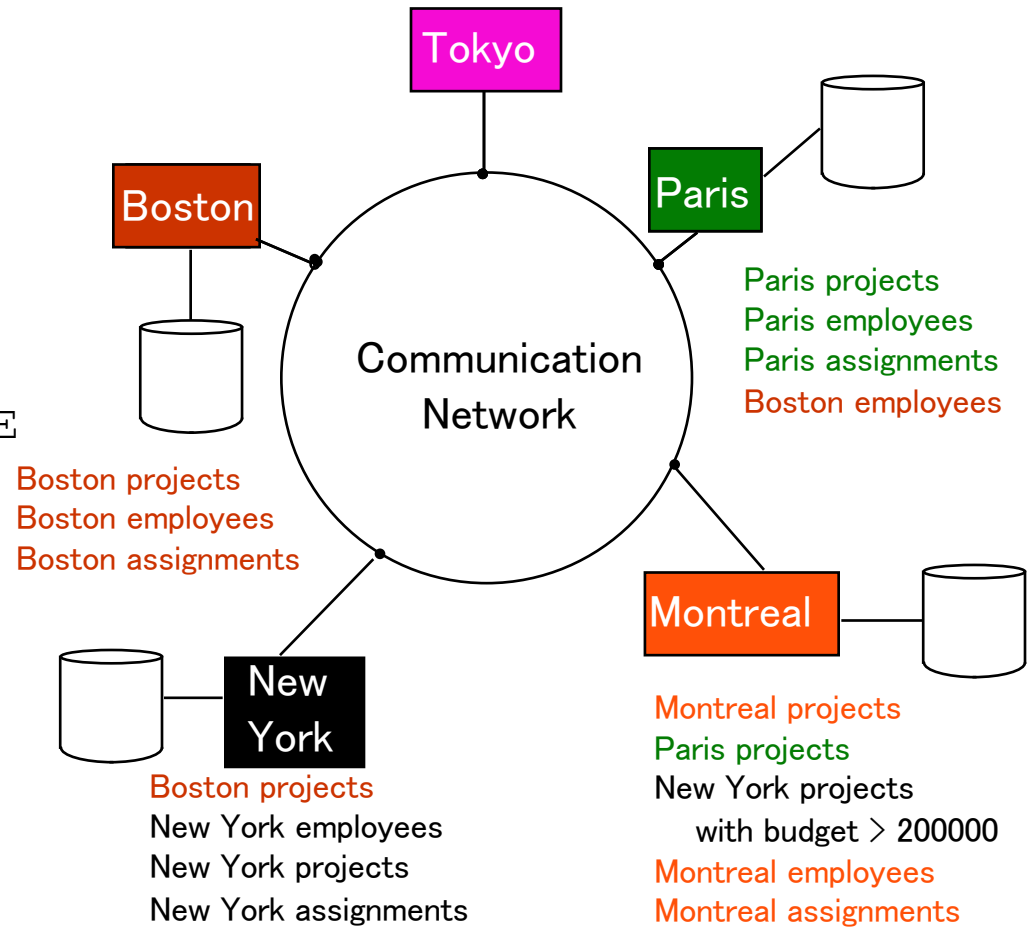 Tokyo
Boston
Paris
Communication
Network
Paris projects
Paris employees
Paris assignments
Boston employees
E
Boston projects
Boston employees
Boston assignments
Montreal
New
York
Montreal projects
Paris projects
New York projects
with budget > 200000
Montreal employees
Montreal assignments
Boston projects
New York employees
New York projects
New York assignments